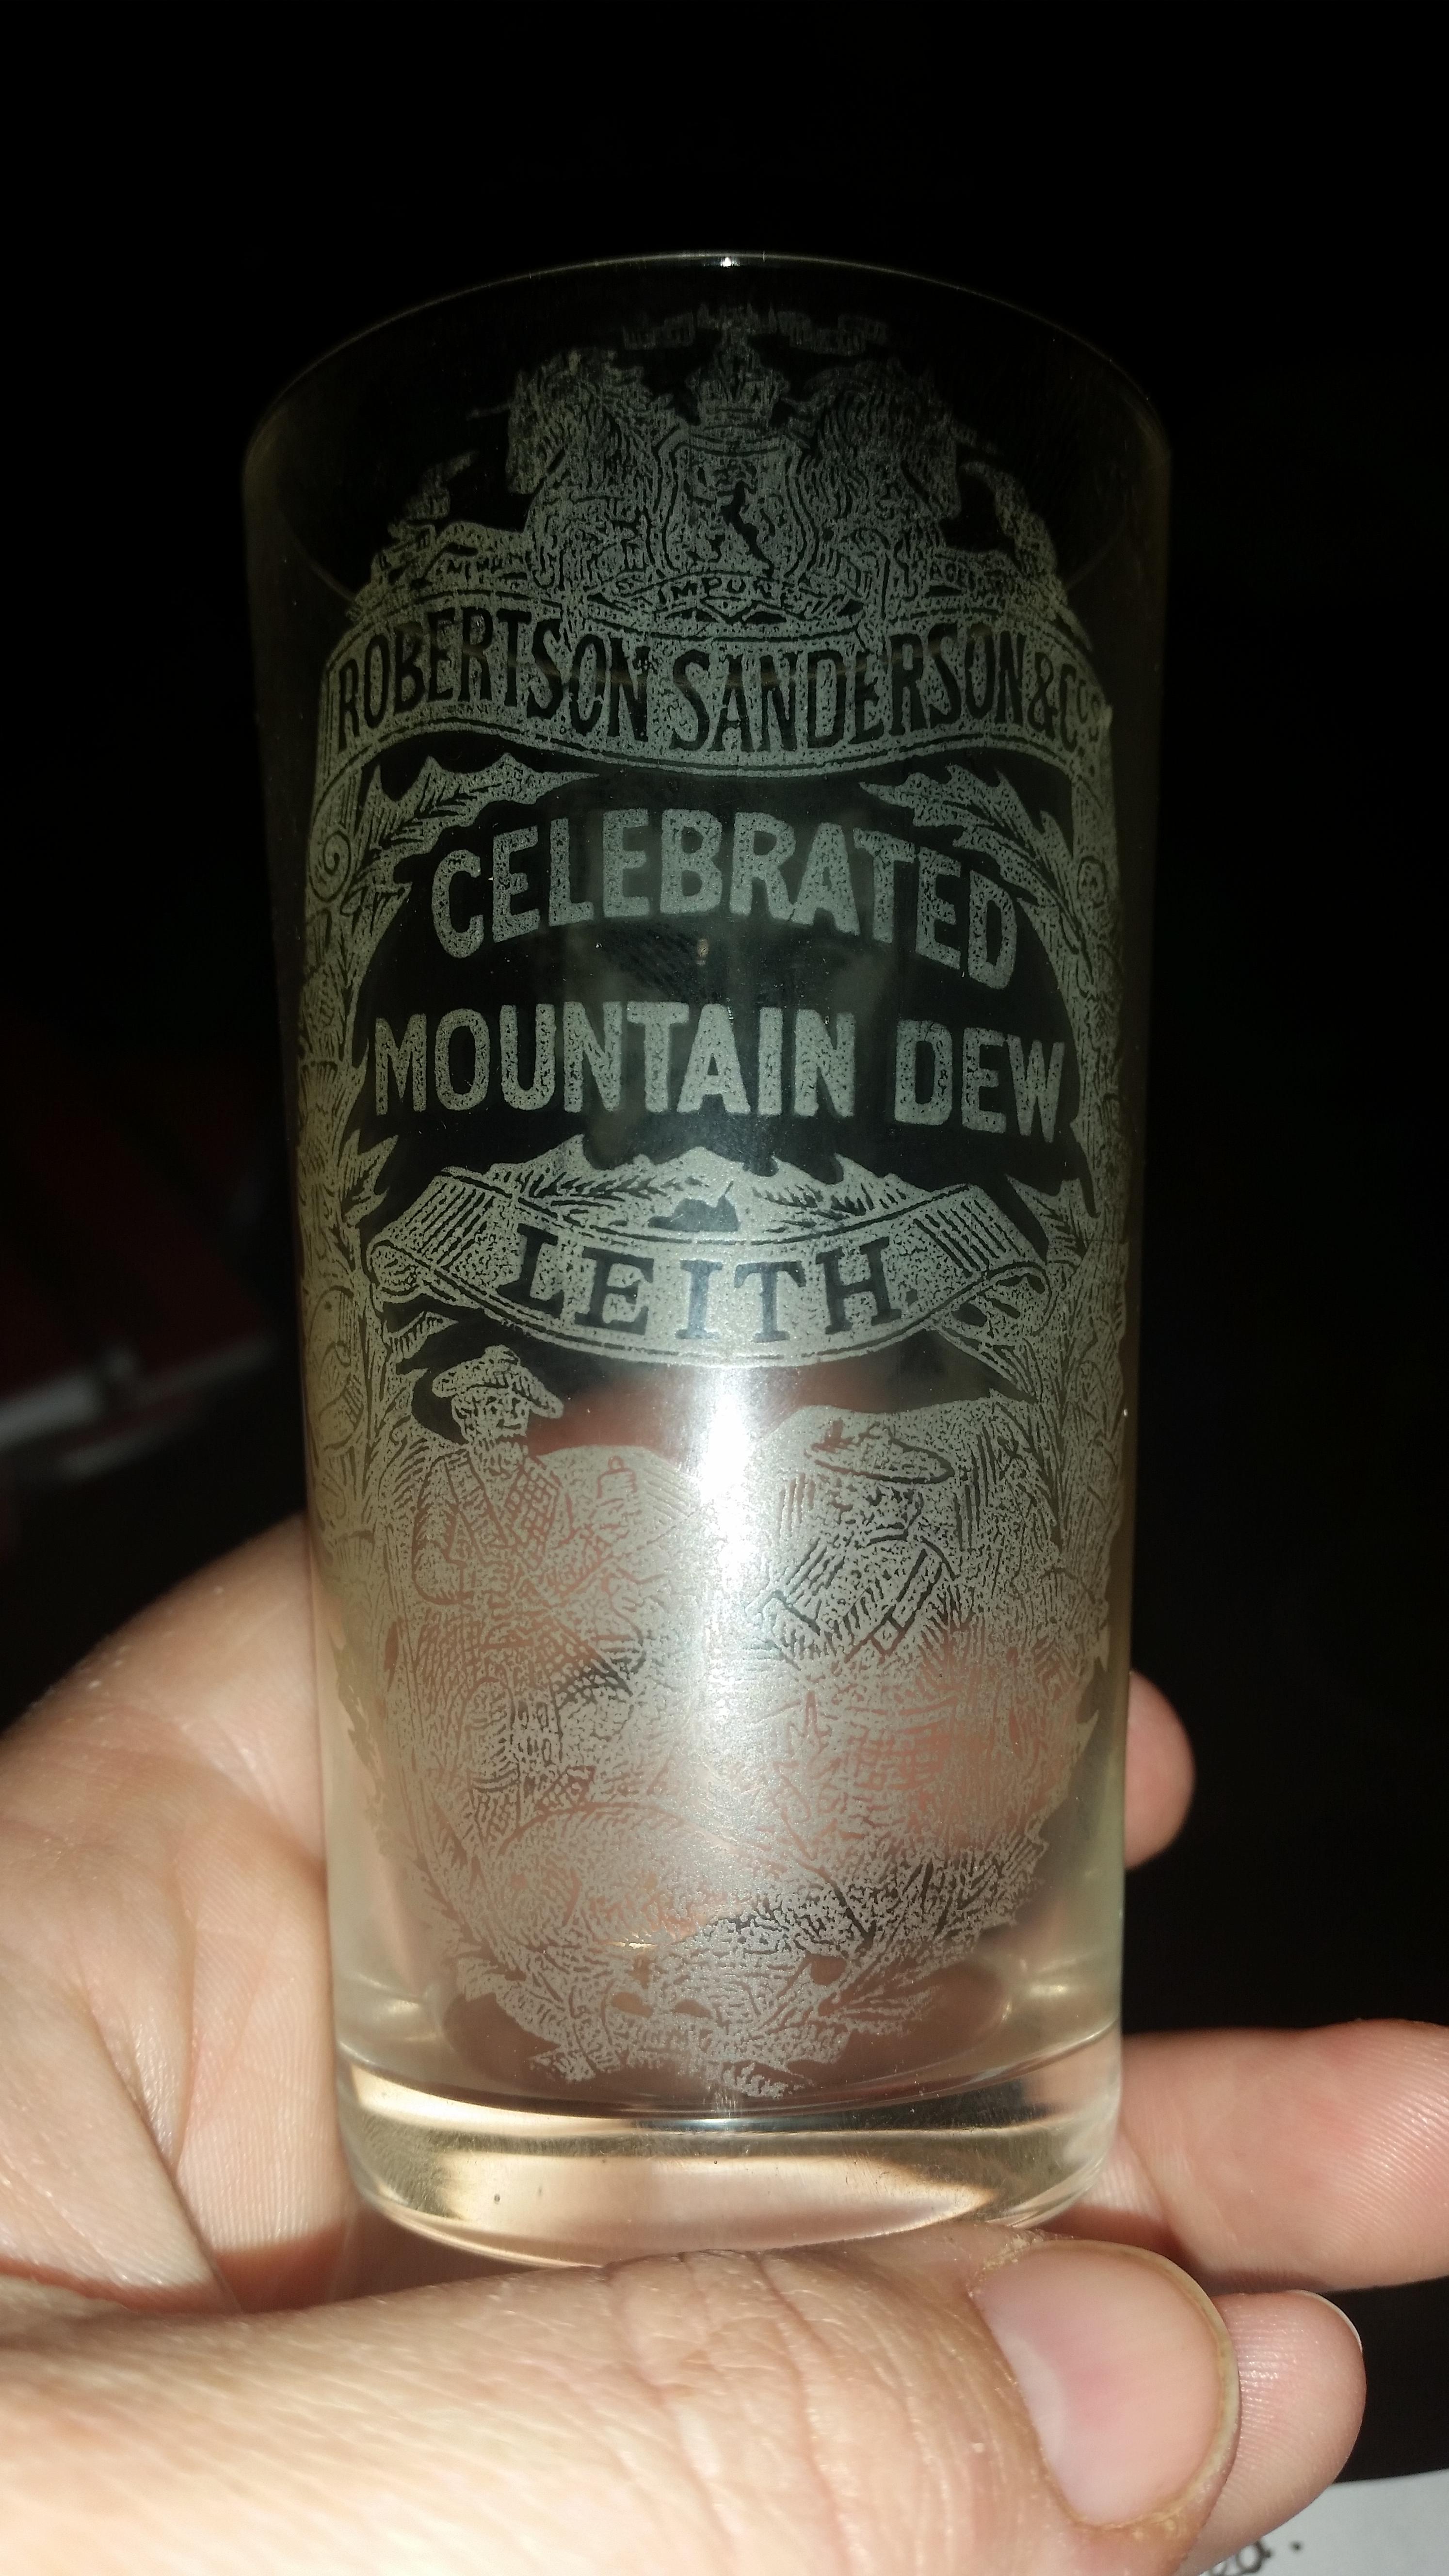 ROBERTSON SANDERSON & Co
CELEBRATED
MOUNTAIN DEW
LEITH